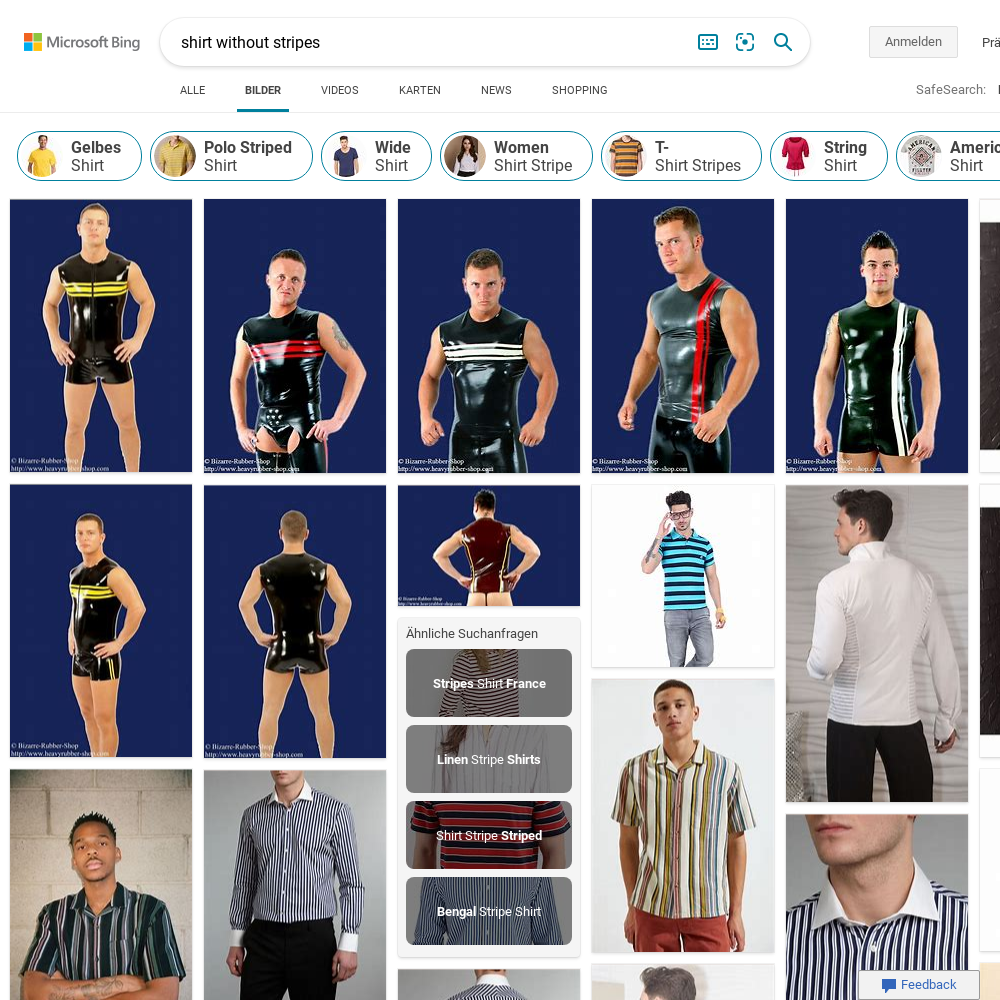 Microsoft Bing
shirt without stripes
Anmelden
Prä
ALLE
BILDER
VIDEOS
KARTEN
NEWS
SHOPPING
SafeSearch:
Gelbes
Shirt
Polo Striped
Shirt
Wide
Shirt
Women
Shirt Stripe
T-
Shirt Stripes
String
Shirt
AMERICAN
FIGHTER
Americ
Shirt
© Bizarre-Rubber-Shop
http://www.heavyrubber-shop.com
© Bizarre-Rubber-Shop
http://www.heavyrubber-shop.com
© Bizarre-Rubber-Shop
http://www.heavyrubber-shop.com
© Bizarre-Rubber-Shop
http://www.heavyrubber-shop.com
© Bizarre-Rubber-Shop
http://www.heavyrubber-shop.com
© Bizarre-Rubber-Shop
http://www.heavyrubber-shop.com
© Bizarre-Rubber-Shop
http://www.heavyrubber-shop.com
© Bizarre-Rubber-Shop
http://www.heavyrubber-shop.com
Ähnliche Suchanfragen
Stripes Shirt France
Linen Stripe Shirts
Shirt Stripe Striped
Bengal Stripe Shirt
Feedback